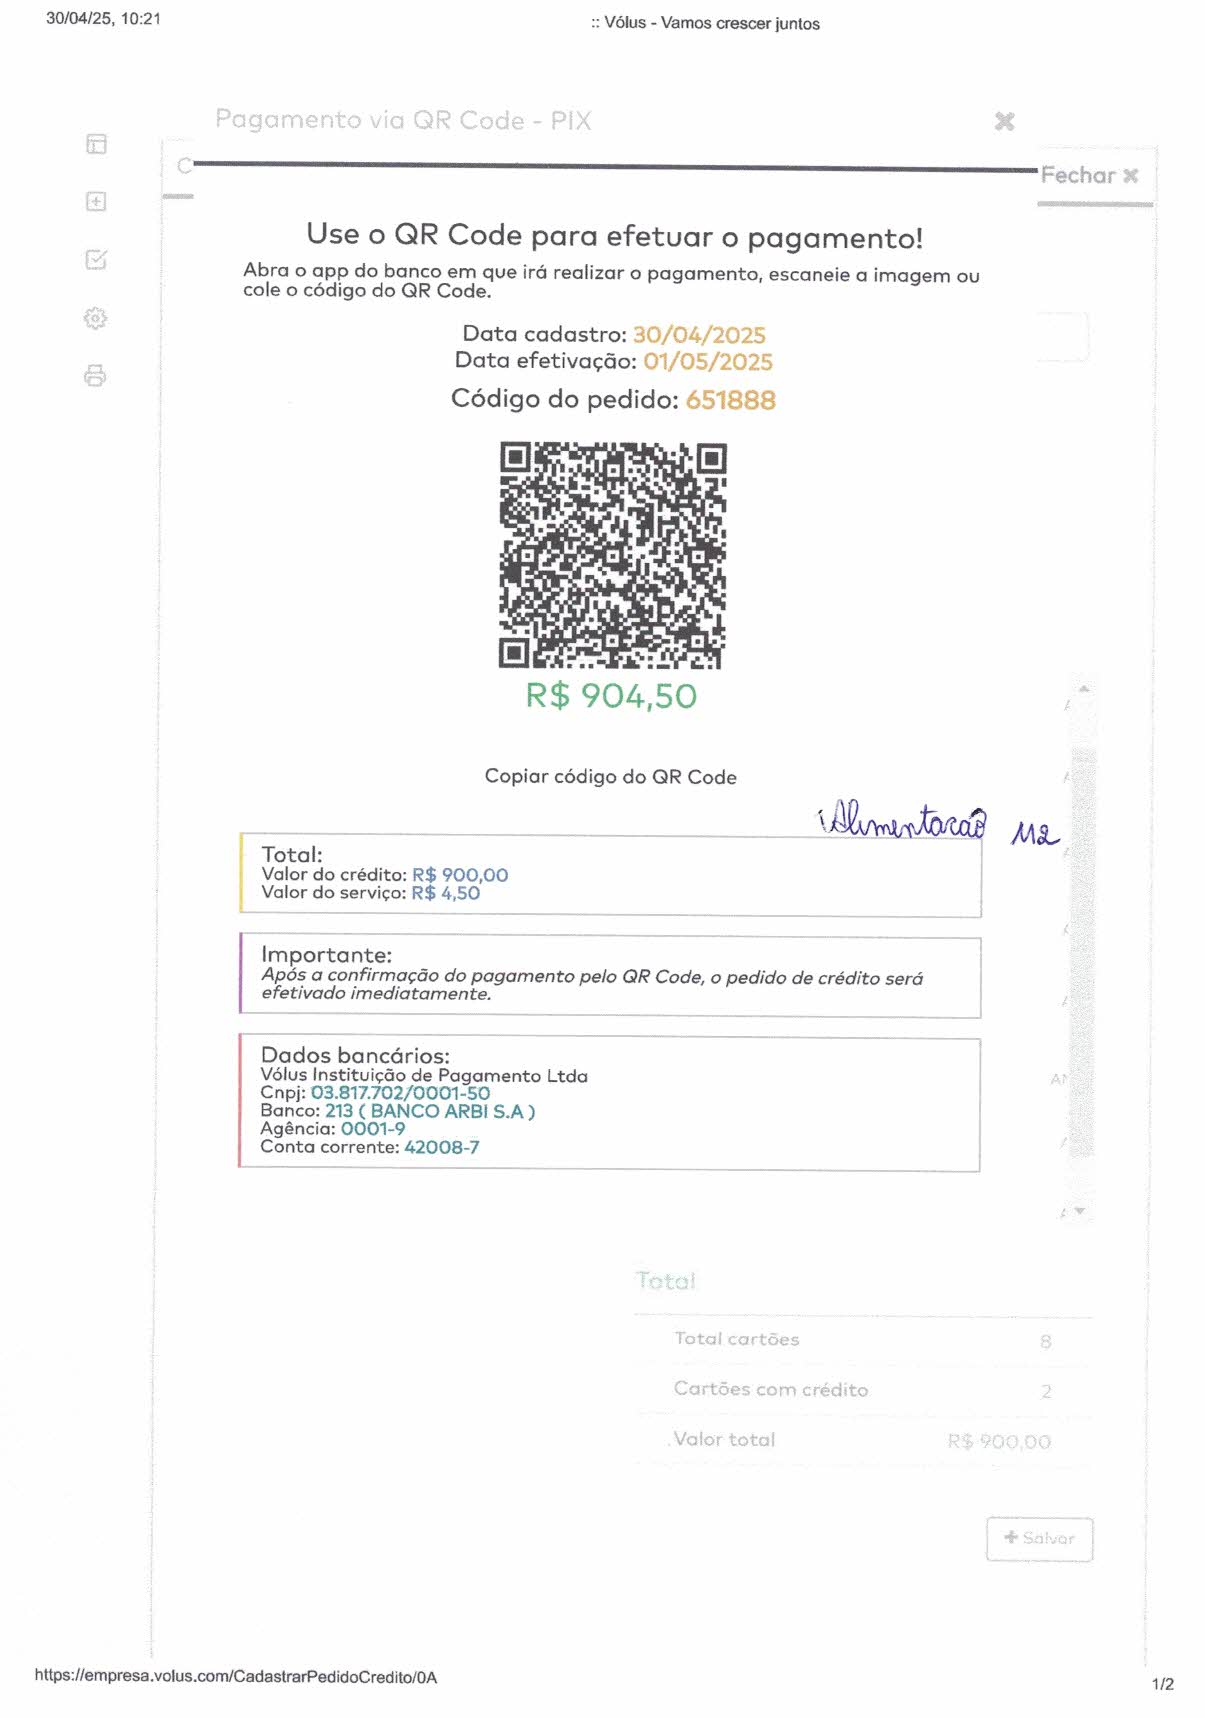 30/04/25, 10:21
:: Vólus - Vamos crescer juntos
Pagamento via QR Code - PIX
C
Fechar
Use o QR Code para efetuar o pagamento!
Abra o app do banco em que irá realizar o pagamento, escaneie a imagem ou
cole o código do QR Code.
Data cadastro: 30/04/2025
Data efetivação: 01/05/2025
Código do pedido: 651888
R$ 904,50
Copiar código do QR Code
Alimentação M2
Total:
Valor do crédito: R$ 900,00
Valor do serviço: R$ 4,50
Importante:
Após a confirmação do pagamento pelo QR Code, o pedido de crédito será
efetivado imediatamente.
Dados bancários:
Vólus Instituição de Pagamento Ltda
Cnpj: 03.817.702/0001-50
Banco: 213 ( BANCO ARBI S.A )
Agência: 0001-9
Conta corrente: 42008-7
Total
Total cartões 8
Cartões com crédito 2
Valor total R$ 900,00
+ Salvar
https://empresa.volus.com/CadastrarPedidoCredito/0A
1/2